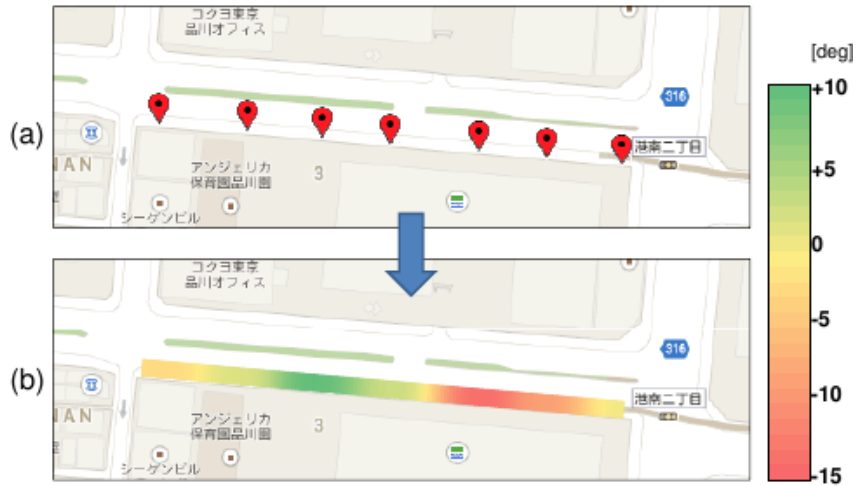 コクヨ東京
品川オフィス
[deg]
316
+10
(a)
港南二丁目
NAN
アンジェリカ
保育園品川園
3
+5
シーゲンビル
0
コクヨ東京
品川オフィス
-5
316
(b)
港南二丁目
NAN
アンジェリカ
保育園品川園
3
-10
シーゲンビル
-15